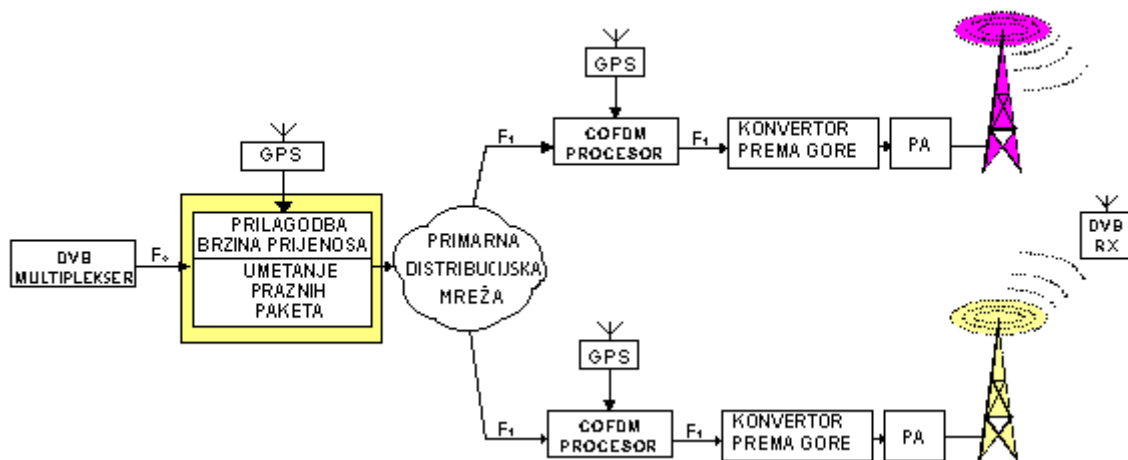 GPS
F₁
COFDM
PROCESOR
F₁
KONVERTOR
PREMA GORE
PA
GPS
DVB
MULTIPLEKSER
F₀
PRILAGODBA
BRZINA PRIJENOSA
UMETANJE
PRAZNIH
PAKETA
PRIMARNA
DISTRIBUCIJSKA
MREŽA
DVB
RX
GPS
F₁
COFDM
PROCESOR
F₁
KONVERTOR
PREMA GORE
PA